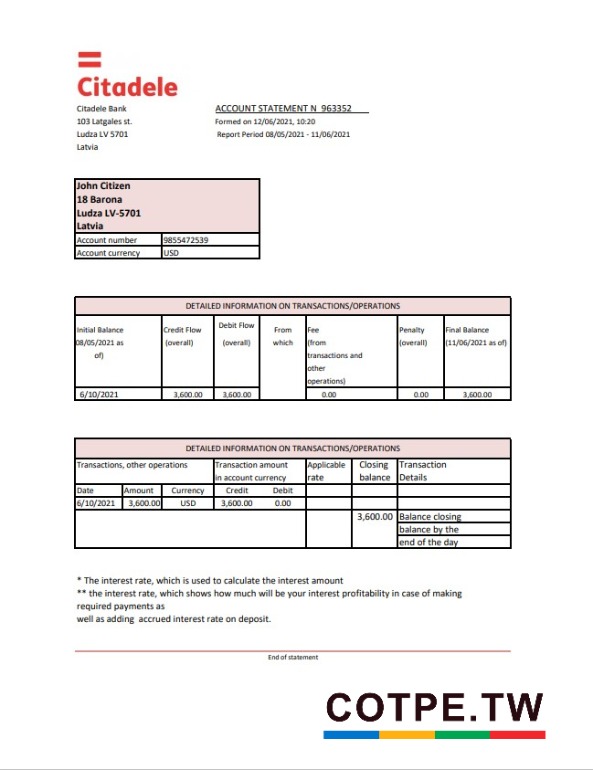 Citadele
Citadele Bank
103 Latgales st.
Ludza LV 5701
Latvia
ACCOUNT STATEMENT N 963352
Formed on 12/06/2021, 10:20
Report Period 08/05/2021 - 11/06/2021
John Citizen
18 Barona
Ludza LV-5701
Latvia
Account number 9855472539
Account currency USD
DETAILED INFORMATION ON TRANSACTIONS/OPERATIONS
Initial Balance
08/05/2021 as
of)
Credit Flow
(overall)
Debit Flow
(overall)
From
which
Fee
(from
transactions and
other
operations)
Penalty
(overall)
Final Balance
(11/06/2021 as of)
6/10/2021 3,600.00 3,600.00 0.00 0.00 3,600.00
DETAILED INFORMATION ON TRANSACTIONS/OPERATIONS
Transactions, other operations
Transaction amount
in account currency
Applicable
rate
Closing
balance
Transaction
Details
Date Amount Currency Credit Debit
6/10/2021 3,600.00 USD 3,600.00 0.00
3,600.00 Balance closing
balance by the
end of the day
* The interest rate, which is used to calculate the interest amount
** the interest rate, which shows how much will be your interest profitability in case of making
required payments as
well as adding accrued interest rate on deposit.
End of statement
COTPE.TW